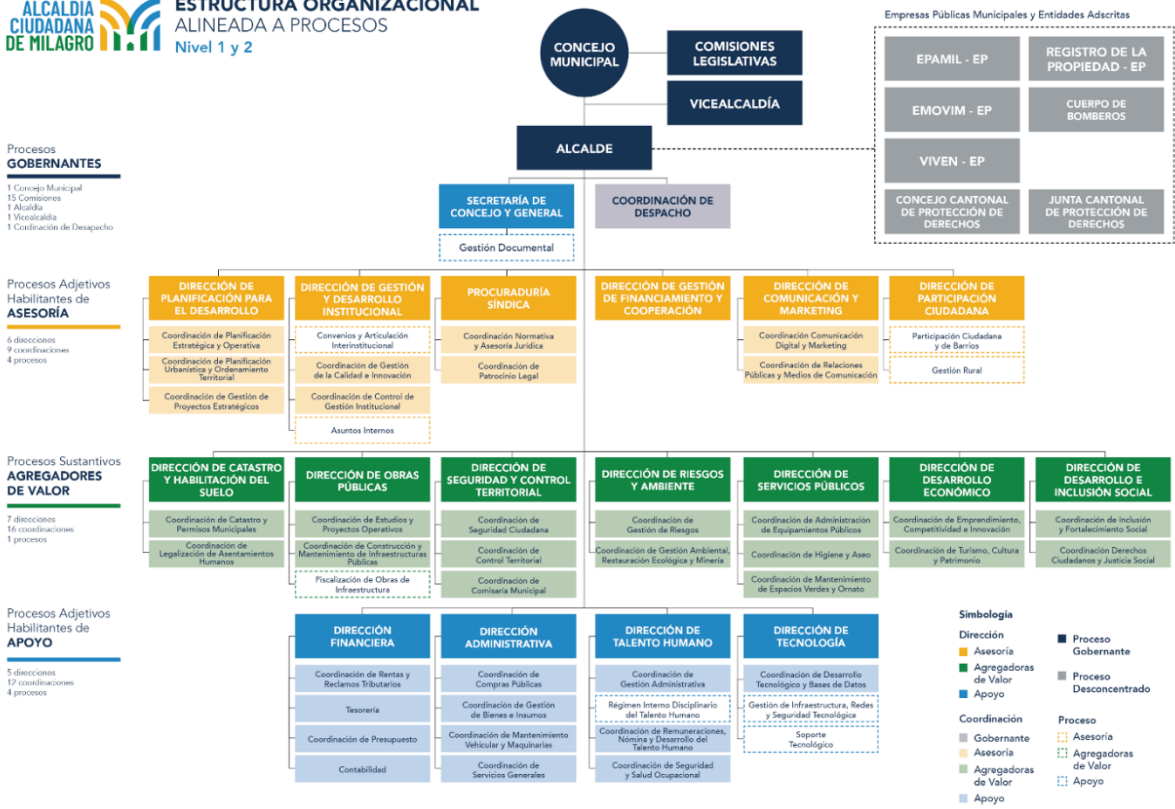 ALCALDÍA
CIUDADANA
DE MILAGRO
ESTRUCTURA ORGANIZACIONAL
ALINEADA A PROCESOS
Nivel 1 y 2
CONCEJO
MUNICIPAL
COMISIONES
LEGISLATIVAS
VICEALCALDÍA
ALCALDE
Empresas Públicas Municipales y Entidades Adscritas
EPAMIL - EP
REGISTRO DE LA
PROPIEDAD - EP
EMOVIM - EP
CUERPO DE
BOMBEROS
VIVEN - EP
CONCEJO CANTONAL
DE PROTECCIÓN DE
DERECHOS
JUNTA CANTONAL
DE PROTECCIÓN DE
DERECHOS
SECRETARÍA DE
CONCEJO Y GENERAL
Gestión Documental
COORDINACIÓN DE
DESPACHO
Procesos
GOBERNANTES
1 Concejo Municipal
15 Comisiones
1 Alcaldía
1 Vicealcaldía
1 Cordinación de Desapacho
Procesos Adjetivos
Habilitantes de
ASESORÍA
6 direcciones
9 coordinaciones
4 procesos
DIRECCIÓN DE
PLANIFICACIÓN PARA
EL DESARROLLO
Coordinación de Planificación
Estratégica y Operativa
Coordinación de Planificación
Urbanística y Ordenamiento
Territorial
Coordinación de Gestión de
Proyectos Estratégicos
DIRECCIÓN DE GESTIÓN
Y DESARROLLO
INSTITUCIONAL
Convenios y Articulación
Interinstitucional
Coordinación de Gestión
de la Calidad e Innovación
Coordinación de Control de
Gestión Institucional
Asuntos Internos
PROCURADURÍA
SÍNDICA
Coordinación Normativa
y Asesoría Jurídica
Coordinación de
Patrocinio Legal
DIRECCIÓN DE GESTIÓN
DE FINANCIAMIENTO Y
COOPERACIÓN
DIRECCIÓN DE
COMUNICACIÓN Y
MARKETING
Coordinación Comunicación
Digital y Marketing
Coordinación de Relaciones
Públicas y Medios de Comunicación
DIRECCIÓN DE
PARTICIPACIÓN
CIUDADANA
Participación Ciudadana
y de Barrios
Gestión Rural
Procesos Sustantivos
AGREGADORES
DE VALOR
7 direcciones
16 coordinaciones
1 procesos
DIRECCIÓN DE CATASTRO
Y HABILITACIÓN DEL
SUELO
Coordinación de Catastro y
Permisos Municipales
Coordinación de
Legalización de Asentamientos
Humanos
DIRECCIÓN DE OBRAS
PÚBLICAS
Coordinación de Estudios y
Proyectos Operativos
Coordinación de Construcción y
Mantenimiento de Infraestructuras
Públicas
Fiscalización de Obras de
Infraestructura
DIRECCIÓN DE
SEGURIDAD Y CONTROL
TERRITORIAL
Coordinación de
Seguridad Ciudadana
Coordinación de
Control Territorial
Coordinación de
Comisaría Municipal
DIRECCIÓN DE RIESGOS
Y AMBIENTE
Coordinación de
Gestión de Riesgos
Coordinación de Gestión Ambiental,
Restauración Ecológica y Minería
DIRECCIÓN DE
SERVICIOS PÚBLICOS
Coordinación de Administración
de Equipamientos Públicos
Coordinación de Higiene y Aseo
Coordinación de Mantenimiento
de Espacios Verdes y Ornato
DIRECCIÓN DE
DESARROLLO
ECONÓMICO
Coordinación de Emprendimiento,
Competitividad e Innovación
Coordinación de Turismo, Cultura
y Patrimonio
DIRECCIÓN DE
DESARROLLO E
INCLUSIÓN SOCIAL
Coordinación de Inclusión
y Fortalecimiento Social
Coordinación Derechos
Ciudadanos y Justicia Social
Procesos Adjetivos
Habilitantes de
APOYO
5 direcciones
12 coordinaciones
4 procesos
DIRECCIÓN
FINANCIERA
Coordinación de Rentas y
Reclamos Tributarios
Tesorería
Coordinación de Presupuesto
Contabilidad
DIRECCIÓN
ADMINISTRATIVA
Coordinación de
Compras Públicas
Coordinación de Gestión
de Bienes e Insumos
Coordinación de Mantenimiento
Vehicular y Maquinarias
Coordinación de
Servicios Generales
DIRECCIÓN DE
TALENTO HUMANO
Coordinación de
Gestión Administrativa
Régimen Interno Disciplinario
del Talento Humano
Coordinación de Remuneraciones,
Nómina y Desarrollo del
Talento Humano
Coordinación de Seguridad
y Salud Ocupacional
DIRECCIÓN DE
TECNOLOGÍA
Coordinación de Desarrollo
Tecnológico y Bases de Datos
Gestión de Infraestructura, Redes
y Seguridad Tecnológica
Soporte
Tecnológico
Simbología
Dirección
Asesoría
Agregadoras
de Valor
Apoyo
Proceso
Gobernante
Proceso
Desconcentrado
Coordinación
Gobernante
Asesoría
Agregadoras
de Valor
Apoyo
Proceso
Asesoría
Agregadoras
de Valor
Apoyo